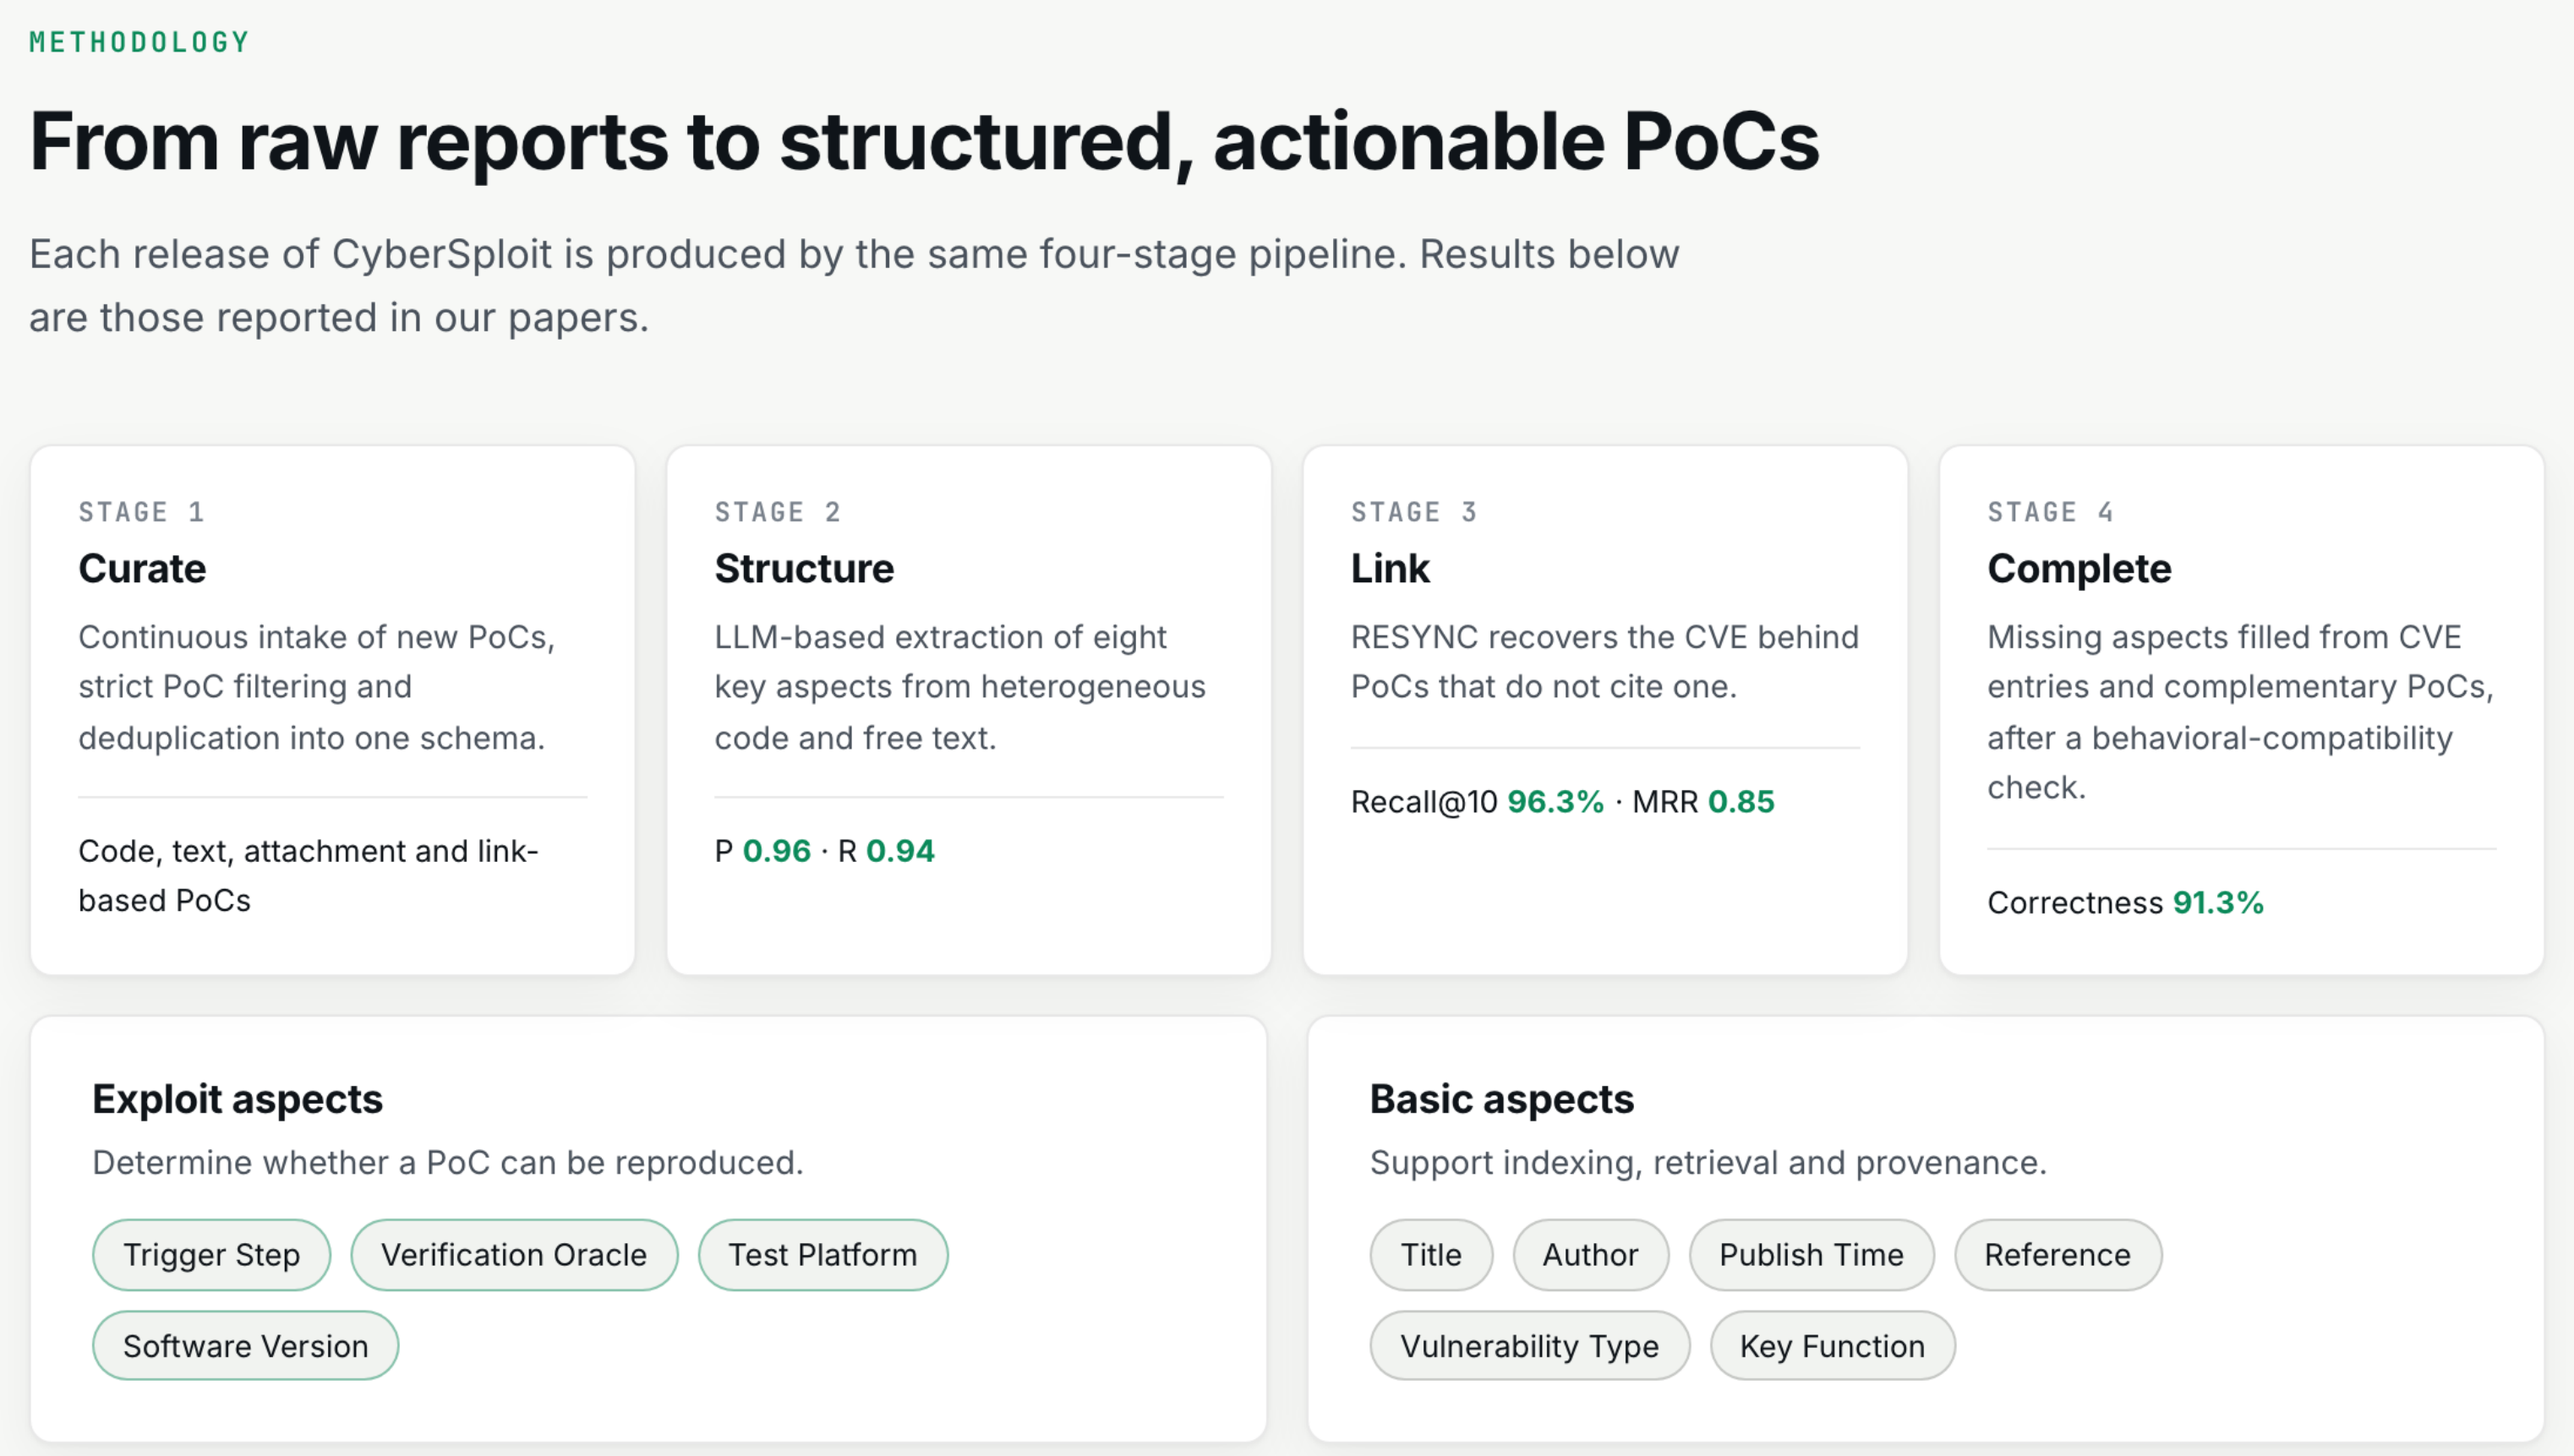 METHODOLOGY
From raw reports to structured, actionable PoCs
Each release of CyberSploit is produced by the same four-stage pipeline. Results below
are those reported in our papers.
STAGE 1
Curate
Continuous intake of new PoCs,
strict PoC filtering and
deduplication into one schema.
Code, text, attachment and link-
based PoCs
STAGE 2
Structure
LLM-based extraction of eight
key aspects from heterogeneous
code and free text.
P 0.96 · R 0.94
STAGE 3
Link
RESYNC recovers the CVE behind
PoCs that do not cite one.
Recall@10 96.3% · MRR 0.85
STAGE 4
Complete
Missing aspects filled from CVE
entries and complementary PoCs,
after a behavioral-compatibility
check.
Correctness 91.3%
Exploit aspects
Determine whether a PoC can be reproduced.
Trigger Step Verification Oracle Test Platform
Software Version
Basic aspects
Support indexing, retrieval and provenance.
Title Author Publish Time Reference
Vulnerability Type Key Function